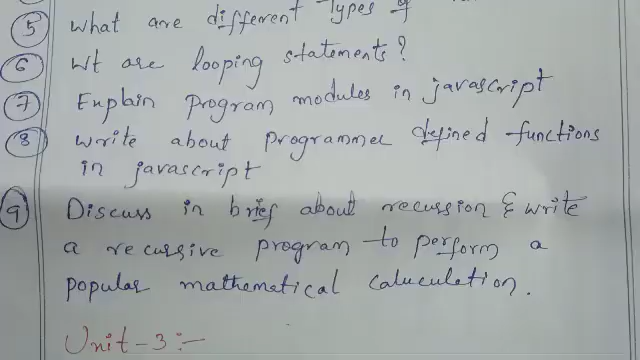 5 What are different Types of
6 Wt are looping statements?
7 Explain Program modules in javascript
8 Write about Programmer defined functions
in javascript
9 Discuss in brief about recussion & write
a recursive program to perform a
popular mathematical caluculation.
Unit-3:-